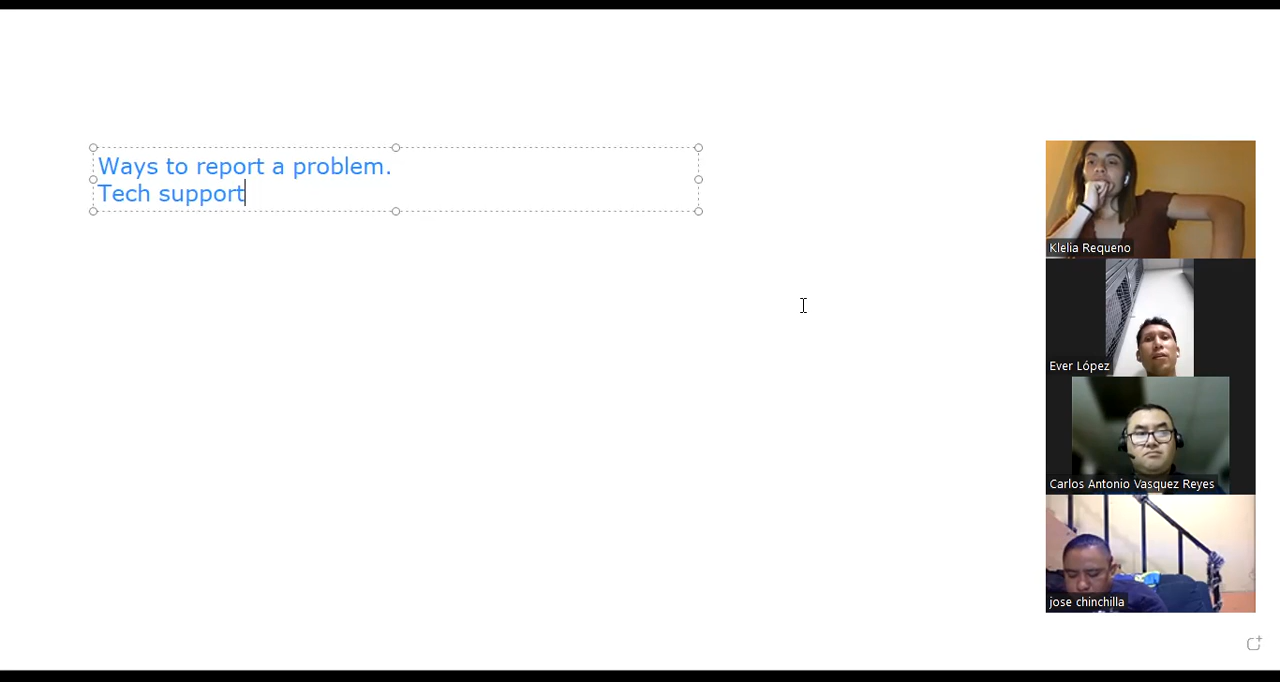 Ways to report a problem.
Tech support
Klelia Requeno
Ever López
Carlos Antonio Vasquez Reyes
jose chinchilla